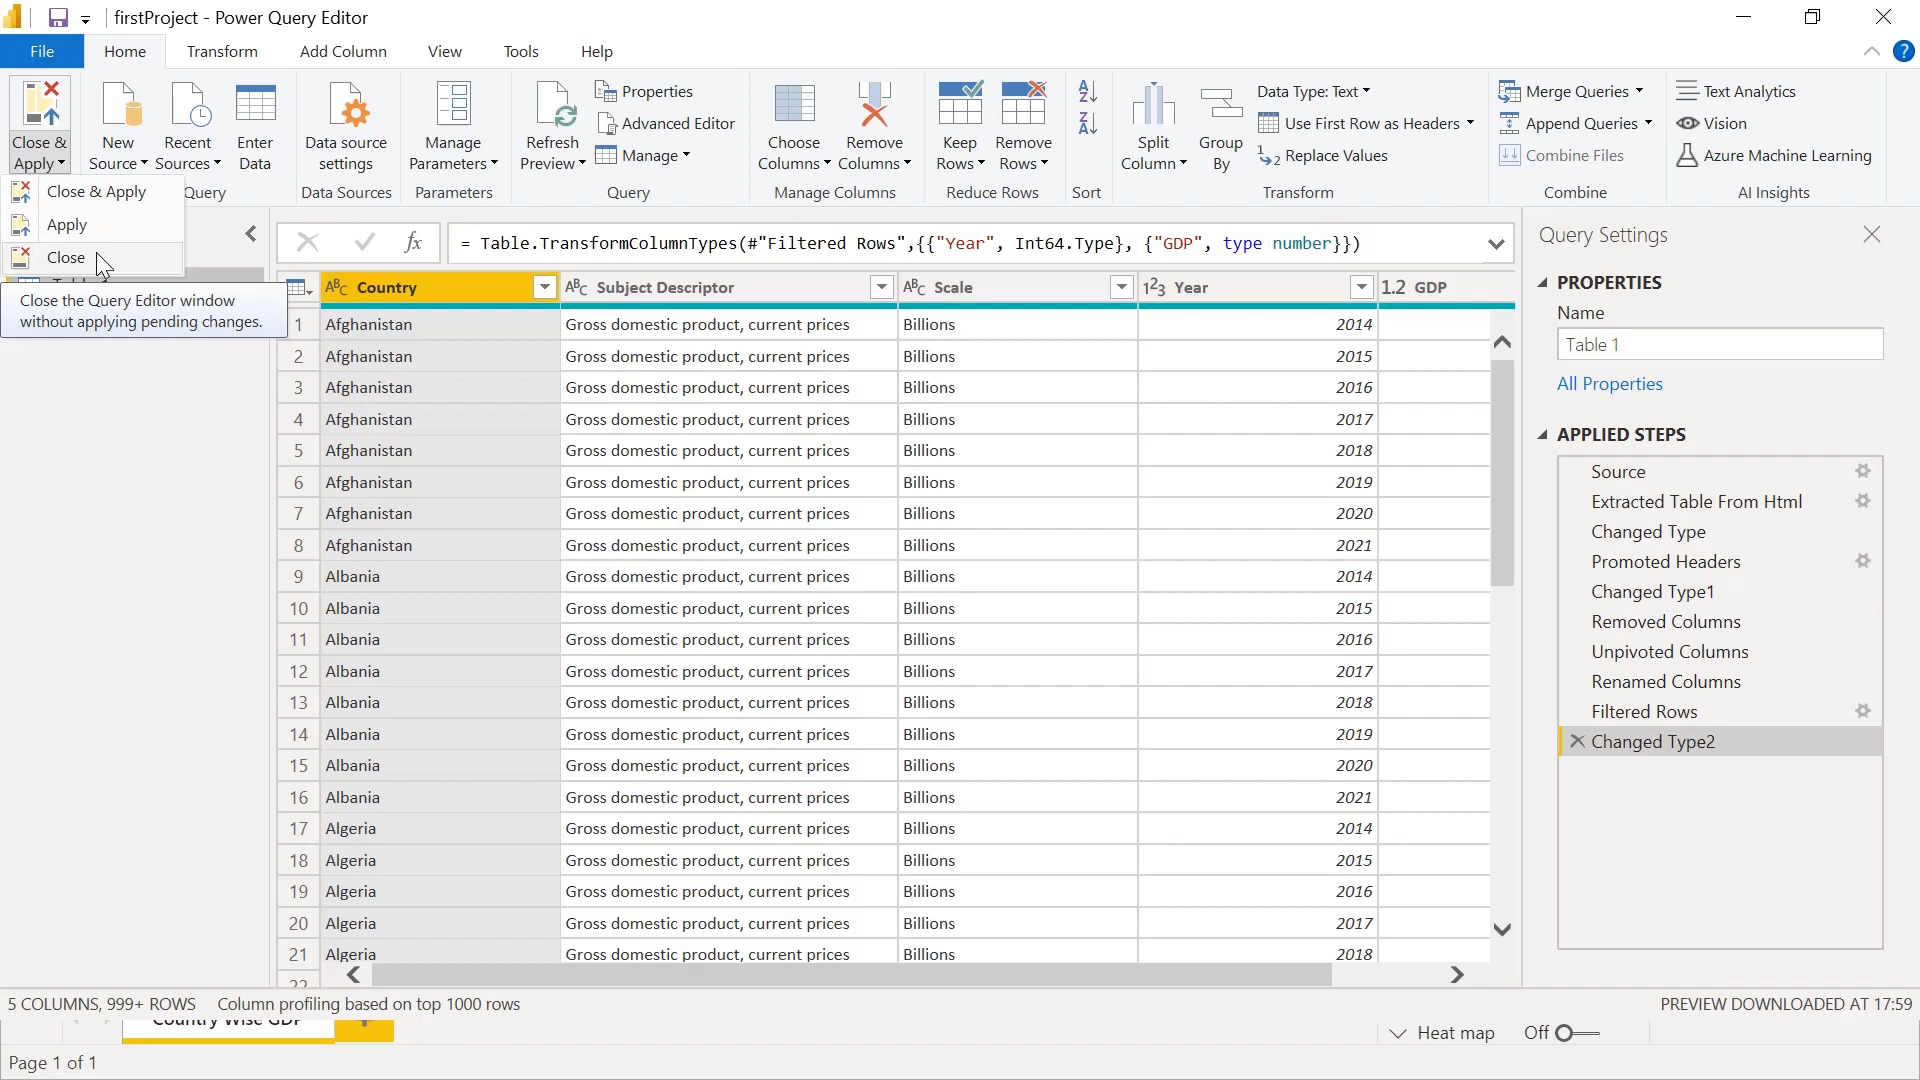 firstProject - Power Query Editor
File
Home
Transform
Add Column
View
Tools
Help
Close & Apply
New Source
Recent Sources
Enter Data
Data source settings
Data Sources
Manage Parameters
Parameters
Refresh Preview
Properties
Advanced Editor
Manage
Query
Choose Columns
Remove Columns
Manage Columns
Keep Rows
Remove Rows
Reduce Rows
Sort
Split Column
Group By
Data Type: Text
Use First Row as Headers
Replace Values
Transform
Merge Queries
Append Queries
Combine Files
Combine
Text Analytics
Vision
Azure Machine Learning
AI Insights
Close & Apply
Apply
Close
Query
Close the Query Editor window
without applying pending changes.
= Table.TransformColumnTypes(#"Filtered Rows",{{"Year", Int64.Type}, {"GDP", type number}})
Country Subject Descriptor Scale Year GDP
1 Afghanistan Gross domestic product, current prices Billions 2014
2 Afghanistan Gross domestic product, current prices Billions 2015
3 Afghanistan Gross domestic product, current prices Billions 2016
4 Afghanistan Gross domestic product, current prices Billions 2017
5 Afghanistan Gross domestic product, current prices Billions 2018
6 Afghanistan Gross domestic product, current prices Billions 2019
7 Afghanistan Gross domestic product, current prices Billions 2020
8 Afghanistan Gross domestic product, current prices Billions 2021
9 Albania Gross domestic product, current prices Billions 2014
10 Albania Gross domestic product, current prices Billions 2015
11 Albania Gross domestic product, current prices Billions 2016
12 Albania Gross domestic product, current prices Billions 2017
13 Albania Gross domestic product, current prices Billions 2018
14 Albania Gross domestic product, current prices Billions 2019
15 Albania Gross domestic product, current prices Billions 2020
16 Albania Gross domestic product, current prices Billions 2021
17 Algeria Gross domestic product, current prices Billions 2014
18 Algeria Gross domestic product, current prices Billions 2015
19 Algeria Gross domestic product, current prices Billions 2016
20 Algeria Gross domestic product, current prices Billions 2017
21 Algeria Gross domestic product, current prices Billions 2018
22
Query Settings
PROPERTIES
Name
Table 1
All Properties
APPLIED STEPS
Source
Extracted Table From Html
Changed Type
Promoted Headers
Changed Type1
Removed Columns
Unpivoted Columns
Renamed Columns
Filtered Rows
Changed Type2
5 COLUMNS, 999+ ROWS Column profiling based on top 1000 rows
PREVIEW DOWNLOADED AT 17:59
Country Wise GDP
Heat map Off
Page 1 of 1